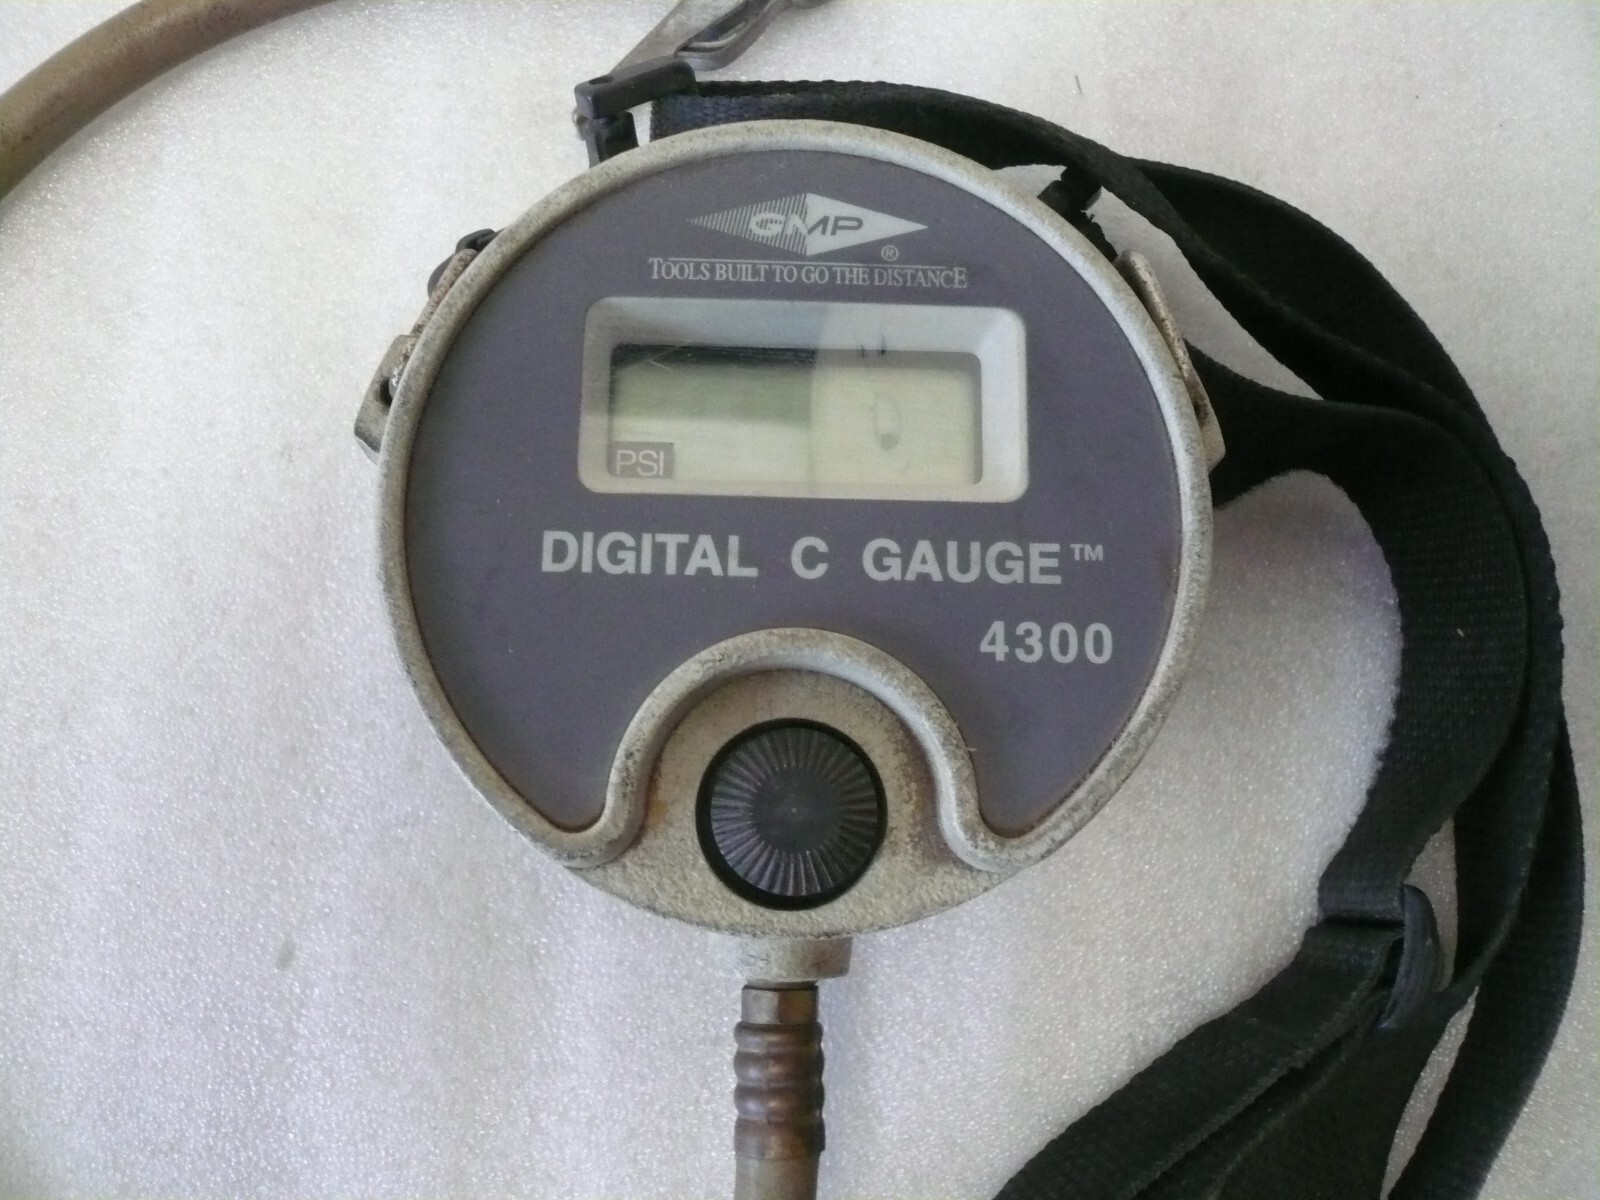 GMP
®
TOOLS BUILT TO GO THE DISTANCE
PSI
DIGITAL C GAUGE™
4300